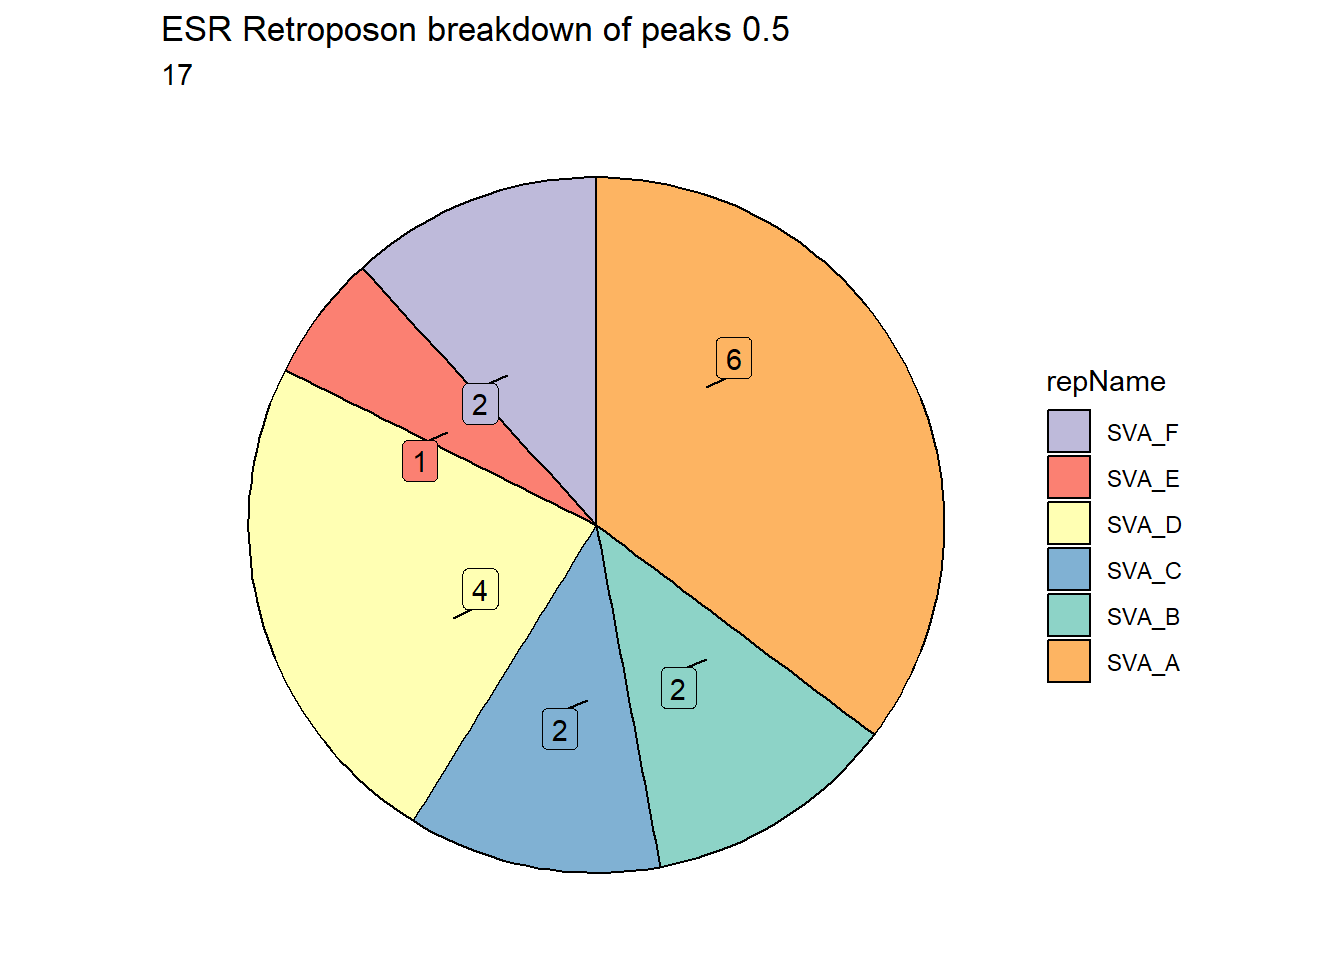 ESR Retroposon breakdown of peaks 0.5
17
6
2
1
4
2
2
repName
SVA_F
SVA_E
SVA_D
SVA_C
SVA_B
SVA_A